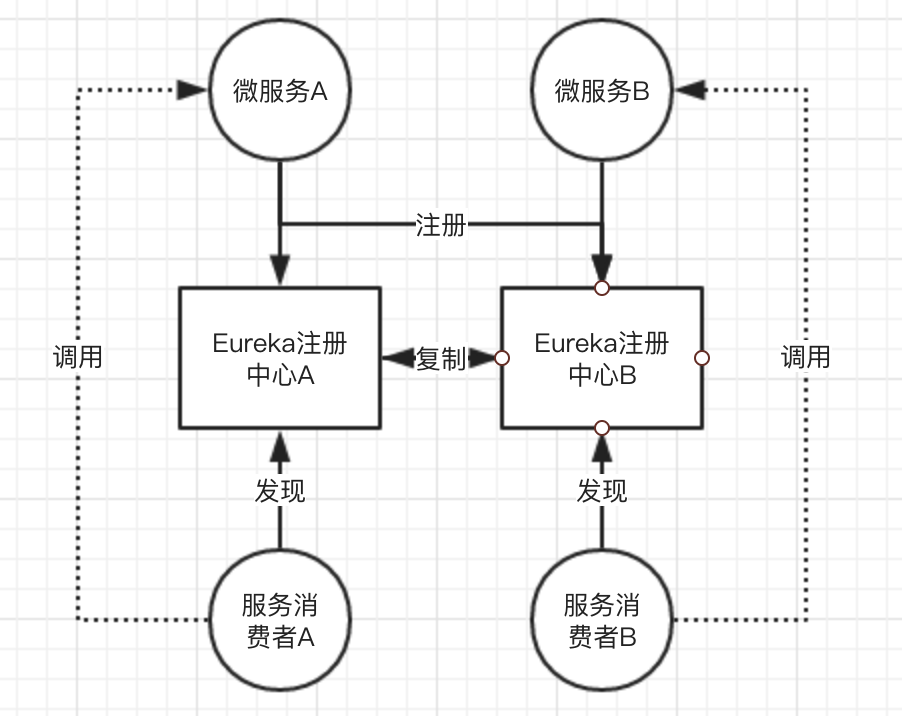 微服务A
微服务B
注册
Eureka注册
中心A
复制
Eureka注册
中心B
调用
调用
发现
发现
服务消
费者A
服务消
费者B